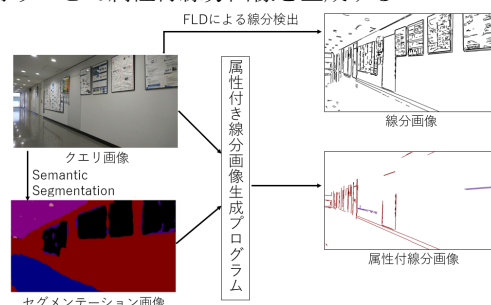 FLDによる線分検出
線分画像
クエリ画像
Semantic
Segmentation
属性付き線分画像生成プログラム
属性付線分画像
セグメンテーション画像